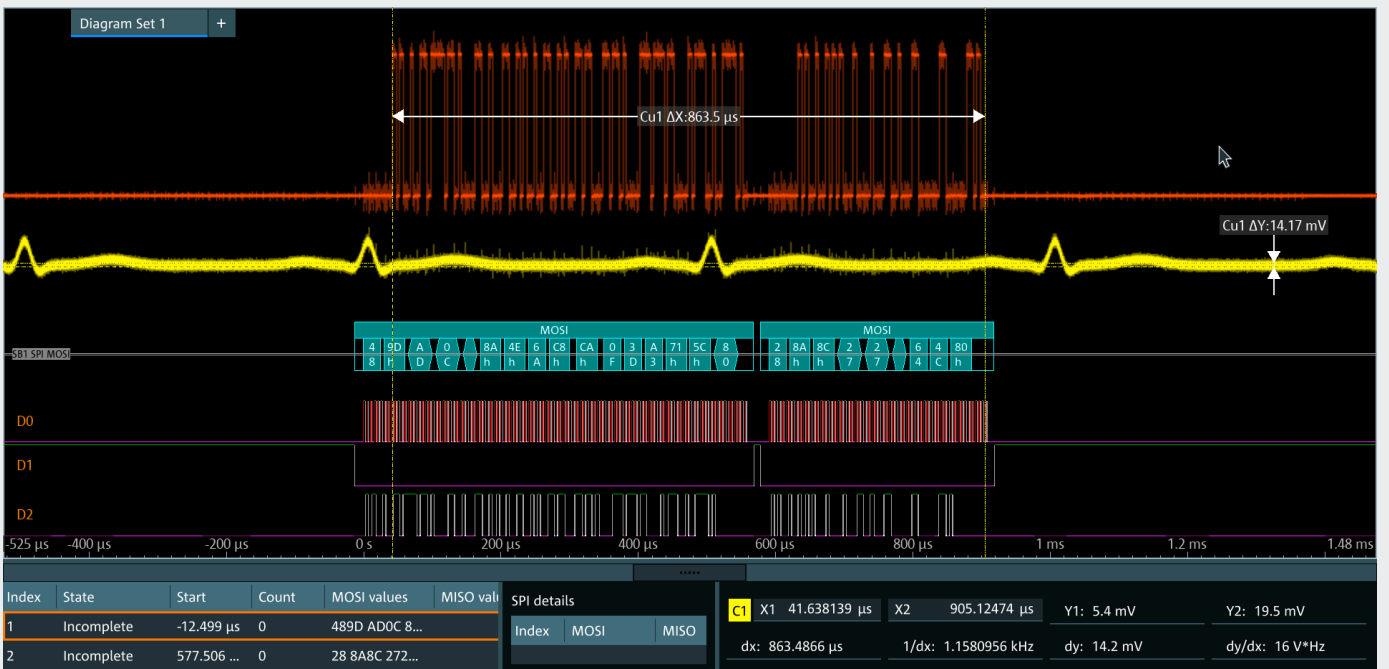 Diagram Set 1 +
Cu1 ΔX:863.5 µs
Cu1 ΔY:14.17 mV
MOSI MOSI
SB1 SPI MOSI
4 9D A 0 8A 4E 6 C8 CA 0 3 A 71 5C 8 2 8A 8C 2 2 6 4 80
8 h D C h h A h h F D 3 h h 0 8 h h 7 7 4 C h
D0
D1
D2
-525 µs -400 µs -200 µs 0 s 200 µs 400 µs 600 µs 800 µs 1 ms 1.2 ms 1.48 ms
Index State Start Count MOSI values MISO valu
1 Incomplete -12.499 µs 0 489D AD0C 8...
2 Incomplete 577.506 ... 0 28 8A8C 272...
SPI details
Index MOSI MISO
C1 X1 41.638139 µs X2 905.12474 µs Y1: 5.4 mV Y2: 19.5 mV
dx: 863.4866 µs 1/dx: 1.1580956 kHz dy: 14.2 mV dy/dx: 16 V*Hz